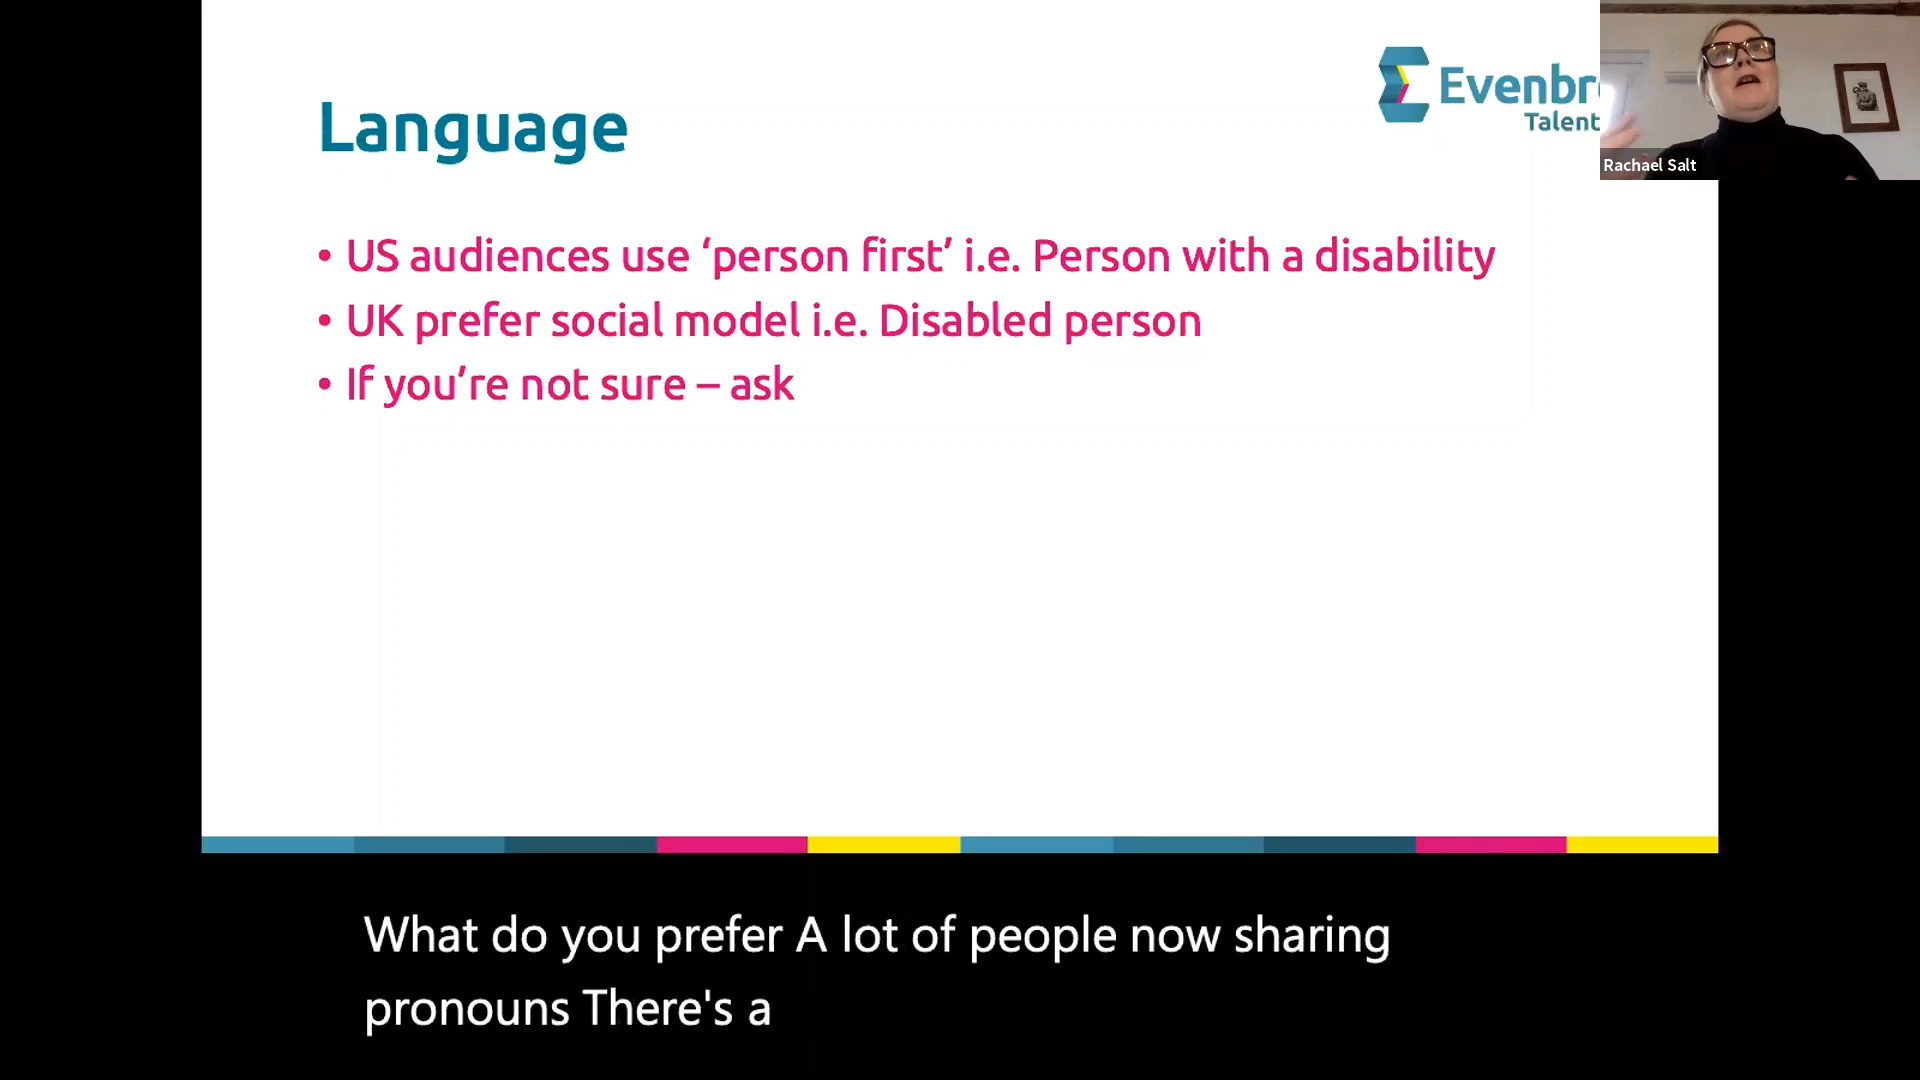 Language
Evenbr
Talent
Rachael Salt
• US audiences use ‘person first’ i.e. Person with a disability
• UK prefer social model i.e. Disabled person
• If you’re not sure – ask
What do you prefer A lot of people now sharing
pronouns There's a